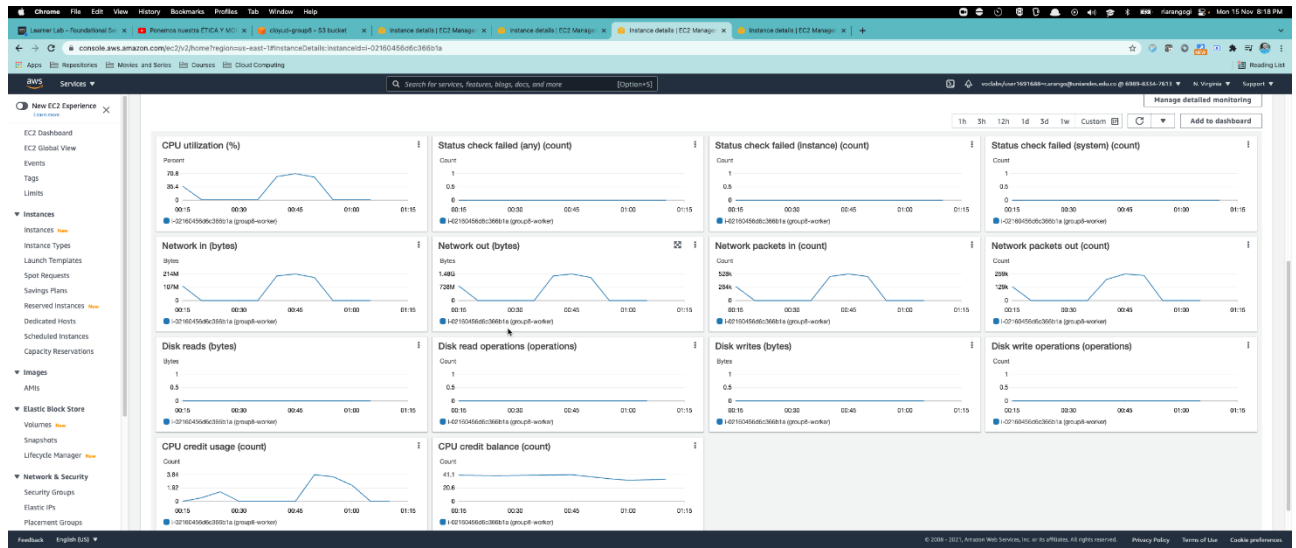 Chrome File Edit View History Bookmarks Profiles Tab Window Help
riarangogi
Mon 15 Nov 8:18 PM
Learner Lab - Foundational Ser
Ponemos nuestra ÉTICA Y MO
cloyud-group8 - S3 bucket
Instance details | EC2 Manage
Instance details | EC2 Manage
Instance details | EC2 Manage
Instance details | EC2 Manage
console.aws.amazon.com/ec2/v2/home?region=us-east-1#InstanceDetails:instanceId=i-02160456d6c366b1a
Apps Repositories Movies and Series Courses Cloud Computing
Reading List
aws Services
Search for services, features, blogs, docs, and more [Option+S]
N. Virginia Support
New EC2 Experience
Learn more
Manage detailed monitoring
1h 3h 12h 1d 3d 1w Custom
Add to dashboard
EC2 Dashboard
EC2 Global View
Events
Tags
Limits
Instances
Instances New
Instance Types
Launch Templates
Spot Requests
Savings Plans
Reserved Instances New
Dedicated Hosts
Scheduled Instances
Capacity Reservations
Images
AMIs
Elastic Block Store
Volumes New
Snapshots
Lifecycle Manager New
Network & Security
Security Groups
Elastic IPs
Placement Groups
CPU utilization (%)
Percent
70.8
35.4
0
00:15 00:30 00:45 01:00 01:15
i-02160456d6c366b1a (group8-worker)
Status check failed (any) (count)
Count
1
0.5
0
00:15 00:30 00:45 01:00 01:15
i-02160456d6c366b1a (group8-worker)
Status check failed (instance) (count)
Count
1
0.5
0
00:15 00:30 00:45 01:00 01:15
i-02160456d6c366b1a (group8-worker)
Status check failed (system) (count)
Count
1
0.5
0
00:15 00:30 00:45 01:00 01:15
i-02160456d6c366b1a (group8-worker)
Network in (bytes)
Bytes
214M
107M
0
00:15 00:30 00:45 01:00 01:15
i-02160456d6c366b1a (group8-worker)
Network out (bytes)
Bytes
1.48G
738M
0
00:15 00:30 00:45 01:00 01:15
i-02160456d6c366b1a (group8-worker)
Network packets in (count)
Count
528k
264k
0
00:15 00:30 00:45 01:00 01:15
i-02160456d6c366b1a (group8-worker)
Network packets out (count)
Count
259k
129k
0
00:15 00:30 00:45 01:00 01:15
i-02160456d6c366b1a (group8-worker)
Disk reads (bytes)
Bytes
1
0.5
0
00:15 00:30 00:45 01:00 01:15
i-02160456d6c366b1a (group8-worker)
Disk read operations (operations)
Count
1
0.5
0
00:15 00:30 00:45 01:00 01:15
i-02160456d6c366b1a (group8-worker)
Disk writes (bytes)
Bytes
1
0.5
0
00:15 00:30 00:45 01:00 01:15
i-02160456d6c366b1a (group8-worker)
Disk write operations (operations)
Count
1
0.5
0
00:15 00:30 00:45 01:00 01:15
i-02160456d6c366b1a (group8-worker)
CPU credit usage (count)
Count
3.84
1.92
0
00:15 00:30 00:45 01:00 01:15
i-02160456d6c366b1a (group8-worker)
CPU credit balance (count)
Count
41.1
20.6
0
00:15 00:30 00:45 01:00 01:15
i-02160456d6c366b1a (group8-worker)
Feedback English (US)
© 2008 - 2021, Amazon Web Services, Inc. or its affiliates. All rights reserved. Privacy Policy Terms of Use Cookie preferences